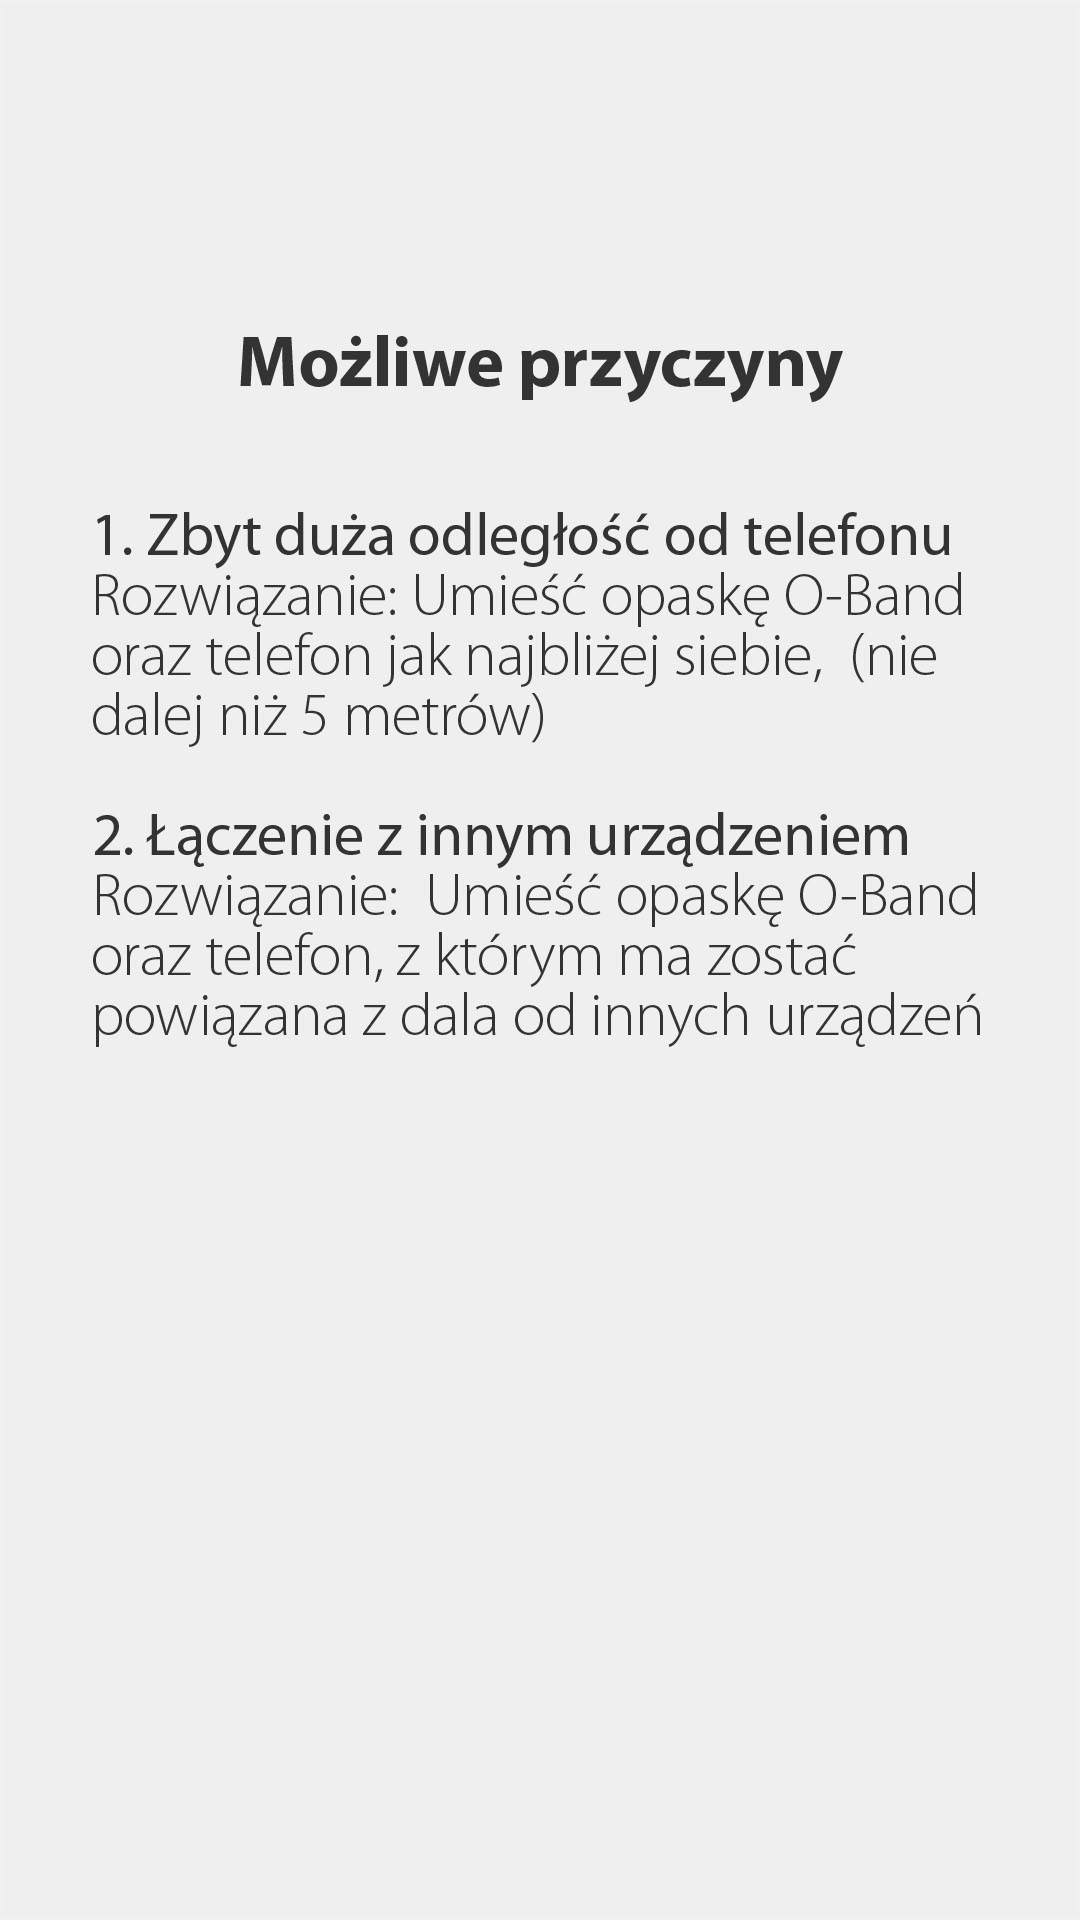 Możliwe przyczyny
1. Zbyt duża odległość od telefonu
Rozwiązanie: Umieść opaskę O-Band
oraz telefon jak najbliżej siebie,  (nie
dalej niż 5 metrów)
2. Łączenie z innym urządzeniem
Rozwiązanie:  Umieść opaskę O-Band
oraz telefon, z którym ma zostać
powiązana z dala od innych urządzeń